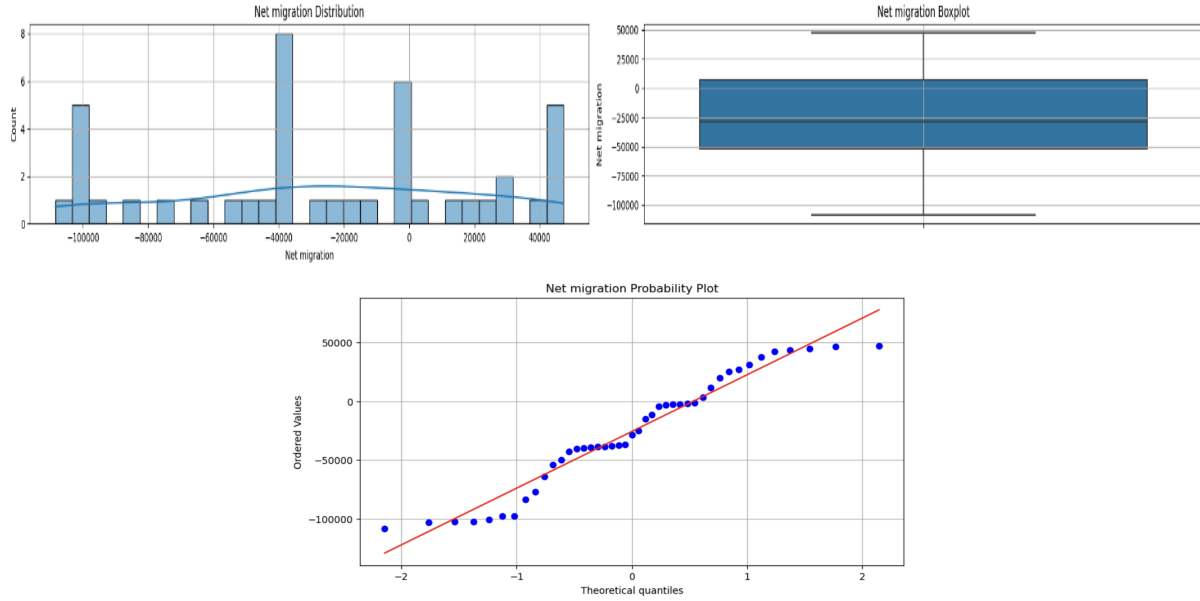 Net migration Distribution
Count
8
6
4
2
0
−100000 −80000 −60000 −40000 −20000 0 20000 40000
Net migration
Net migration Boxplot
Net migration
50000
25000
0
−25000
−50000
−75000
−100000
Net migration Probability Plot
Ordered Values
50000
0
−50000
−100000
−2 −1 0 1 2
Theoretical quantiles